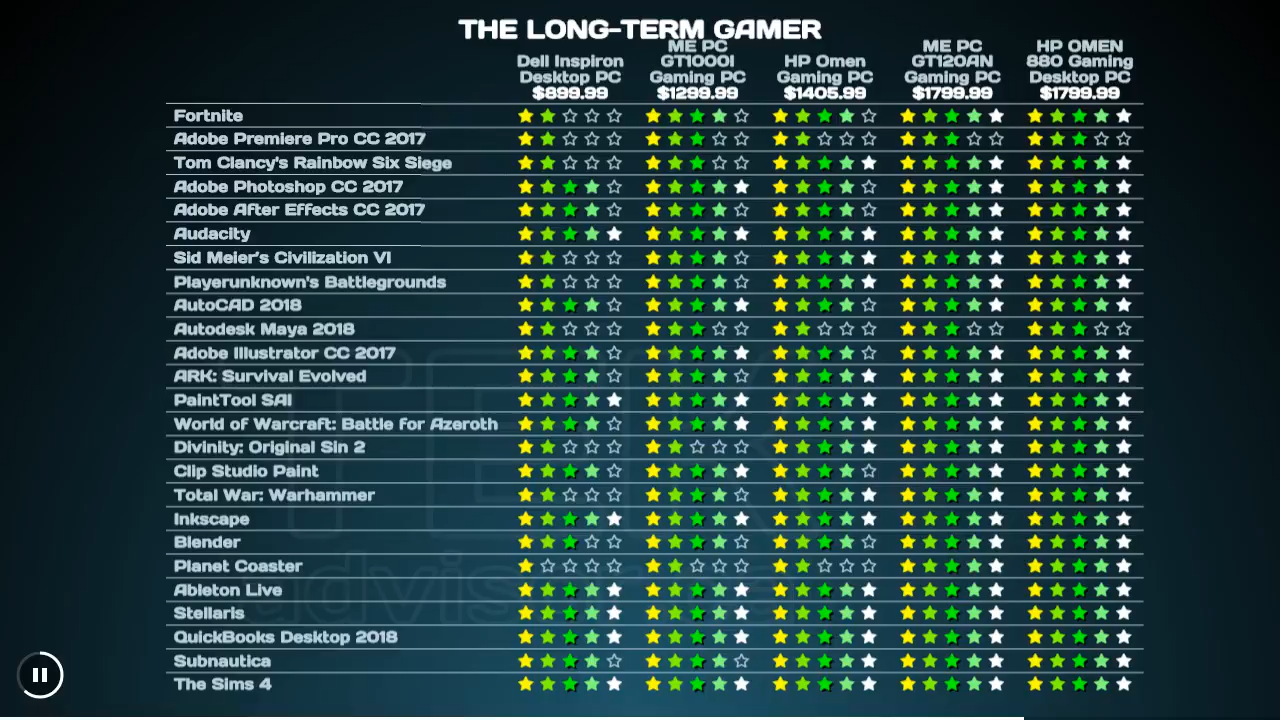 THE LONG-TERM GAMER
Dell Inspiron
Desktop PC
$899.99
ME PC
GT1000I
Gaming PC
$1299.99
HP Omen
Gaming PC
$1405.99
ME PC
GT120AN
Gaming PC
$1799.99
HP OMEN
880 Gaming
Desktop PC
$1799.99
Fortnite
Adobe Premiere Pro CC 2017
Tom Clancy's Rainbow Six Siege
Adobe Photoshop CC 2017
Adobe After Effects CC 2017
Audacity
Sid Meier's Civilization VI
Playerunknown's Battlegrounds
AutoCAD 2018
Autodesk Maya 2018
Adobe Illustrator CC 2017
ARK: Survival Evolved
PaintTool SAI
World of Warcraft: Battle for Azeroth
Divinity: Original Sin 2
Clip Studio Paint
Total War: Warhammer
Inkscape
Blender
Planet Coaster
Ableton Live
Stellaris
QuickBooks Desktop 2018
Subnautica
The Sims 4